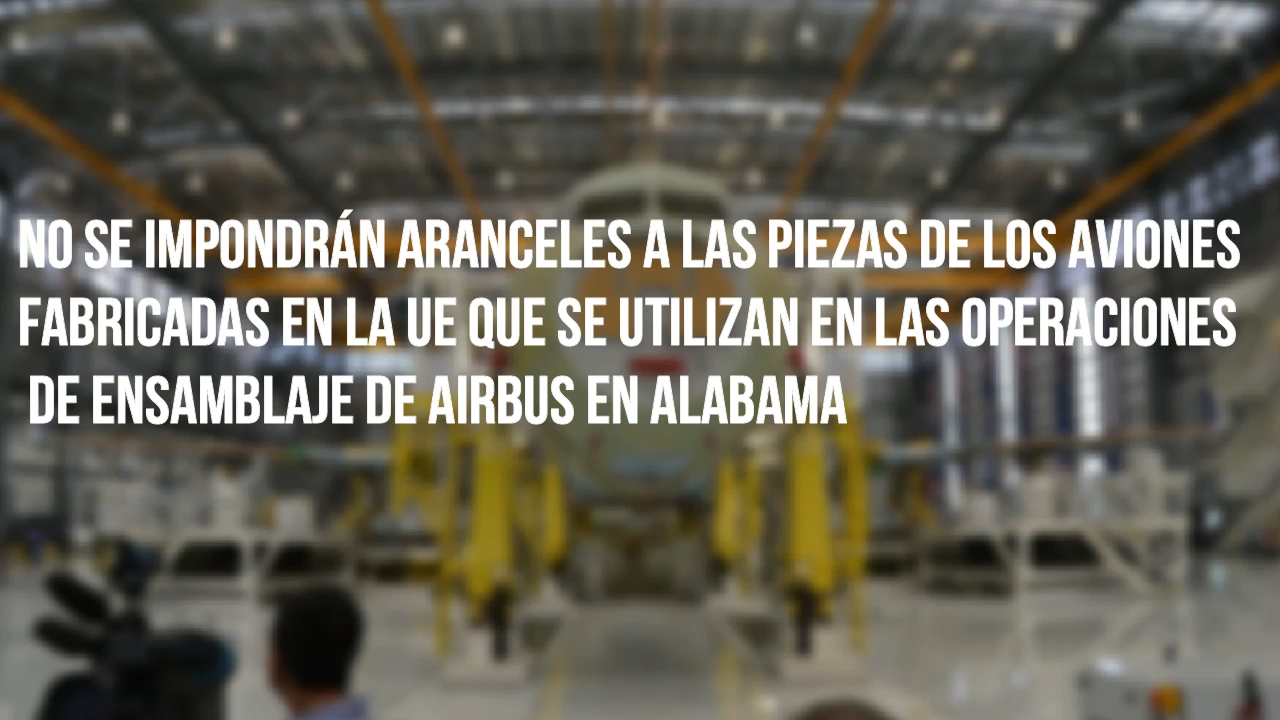 NO SE IMPONDRÁN ARANCELES A LAS PIEZAS DE LOS AVIONES
FABRICADAS EN LA UE QUE SE UTILIZAN EN LAS OPERACIONES
DE ENSAMBLAJE DE AIRBUS EN ALABAMA